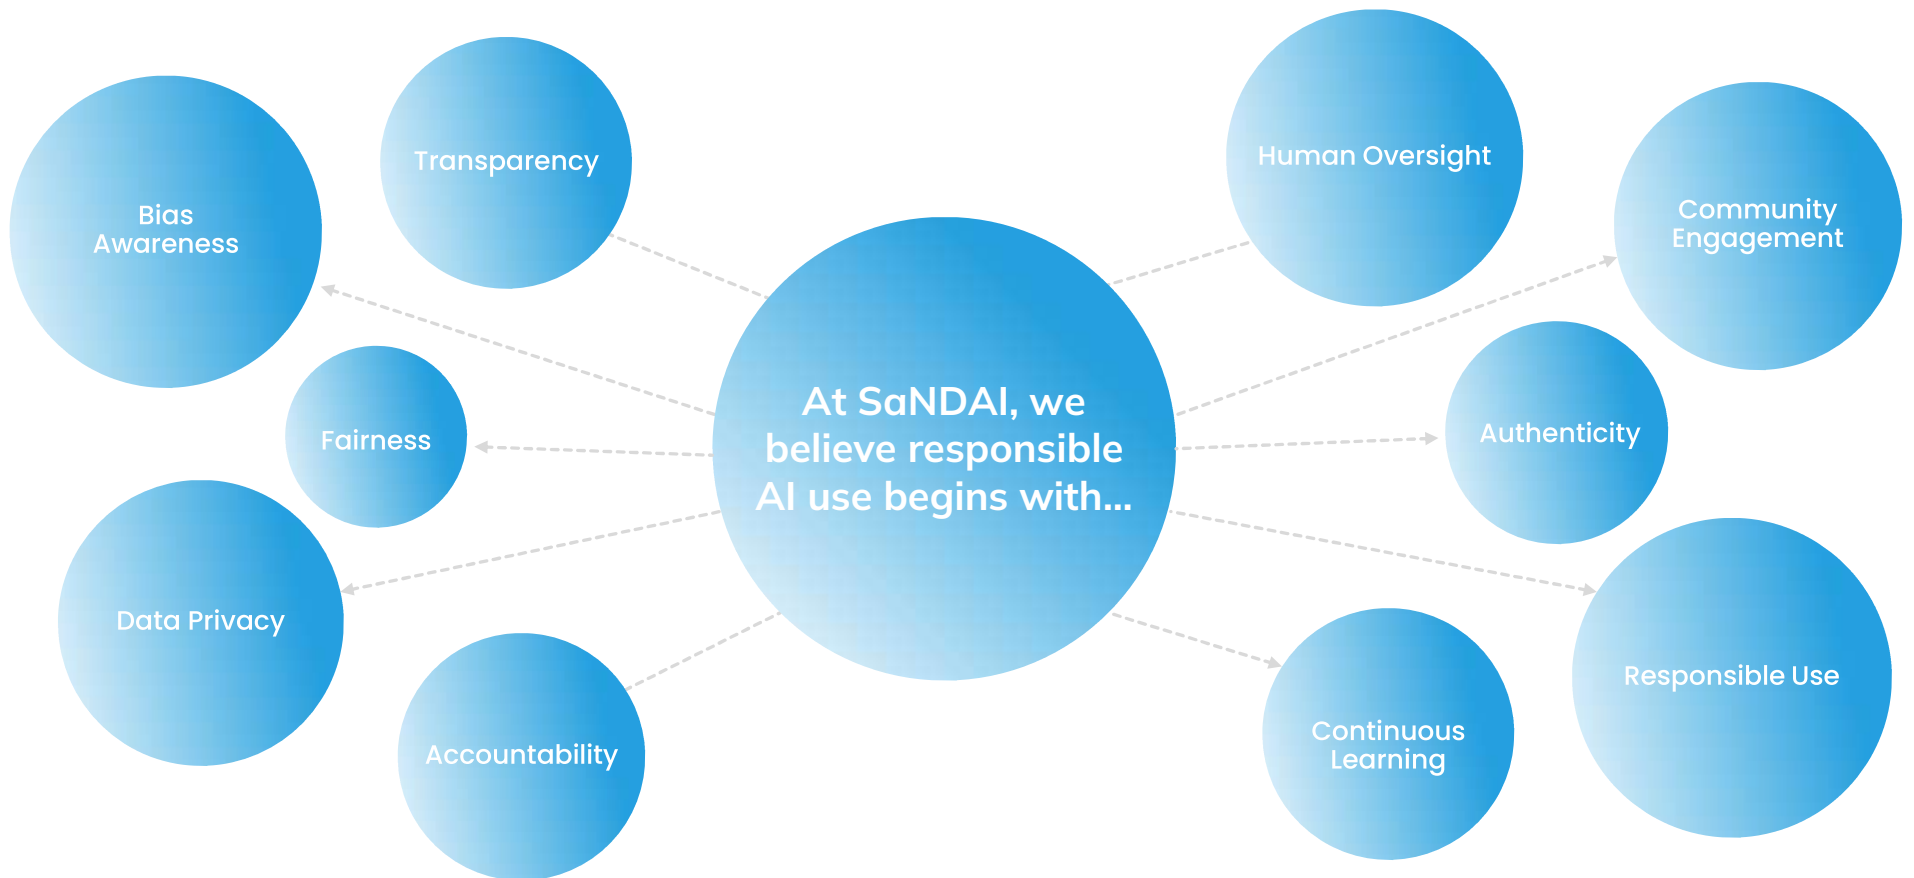 Transparency
Human Oversight
Bias
Awareness
Community
Engagement
At SaNDAI, we
believe responsible
AI use begins with...
Fairness
Authenticity
Data Privacy
Responsible Use
Accountability
Continuous
Learning